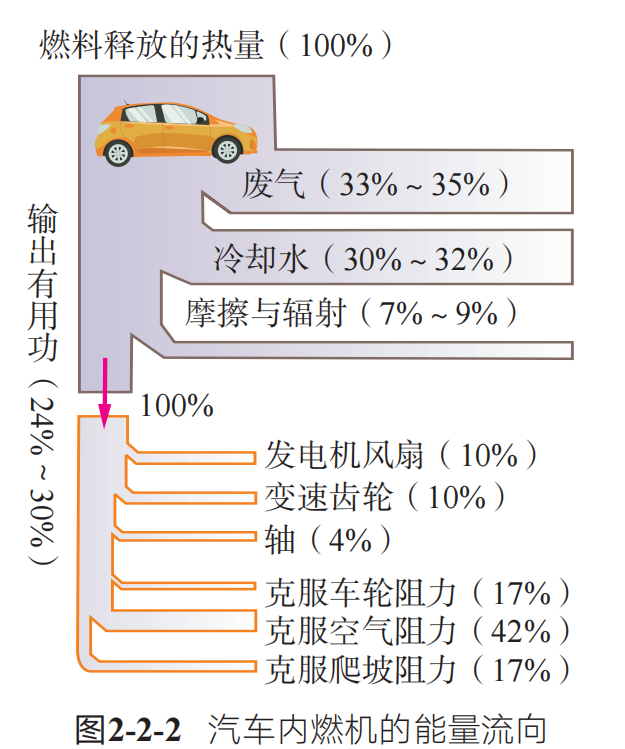 燃料释放的热量（100%）
废气（33% ~ 35%）
冷却水（30% ~ 32%）
摩擦与辐射（7% ~ 9%）
输出有用功（24% ~ 30%）
100%
发电机风扇（10%）
变速齿轮（10%）
轴（4%）
克服车轮阻力（17%）
克服空气阻力（42%）
克服爬坡阻力（17%）
图2-2-2 汽车内燃机的能量流向